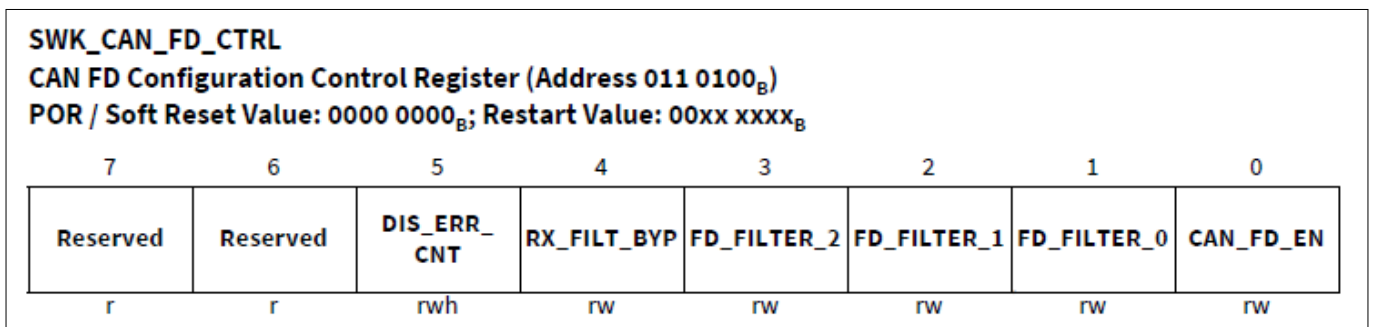 SWK_CAN_FD_CTRL
CAN FD Configuration Control Register (Address 011 0100B)
POR / Soft Reset Value: 0000 0000B; Restart Value: 00xx xxxxB
7 6 5 4 3 2 1 0
Reserved Reserved DIS_ERR_ RX_FILT_BYP FD_FILTER_2 FD_FILTER_1 FD_FILTER_0 CAN_FD_EN
CNT
r r rwh rw rw rw rw rw